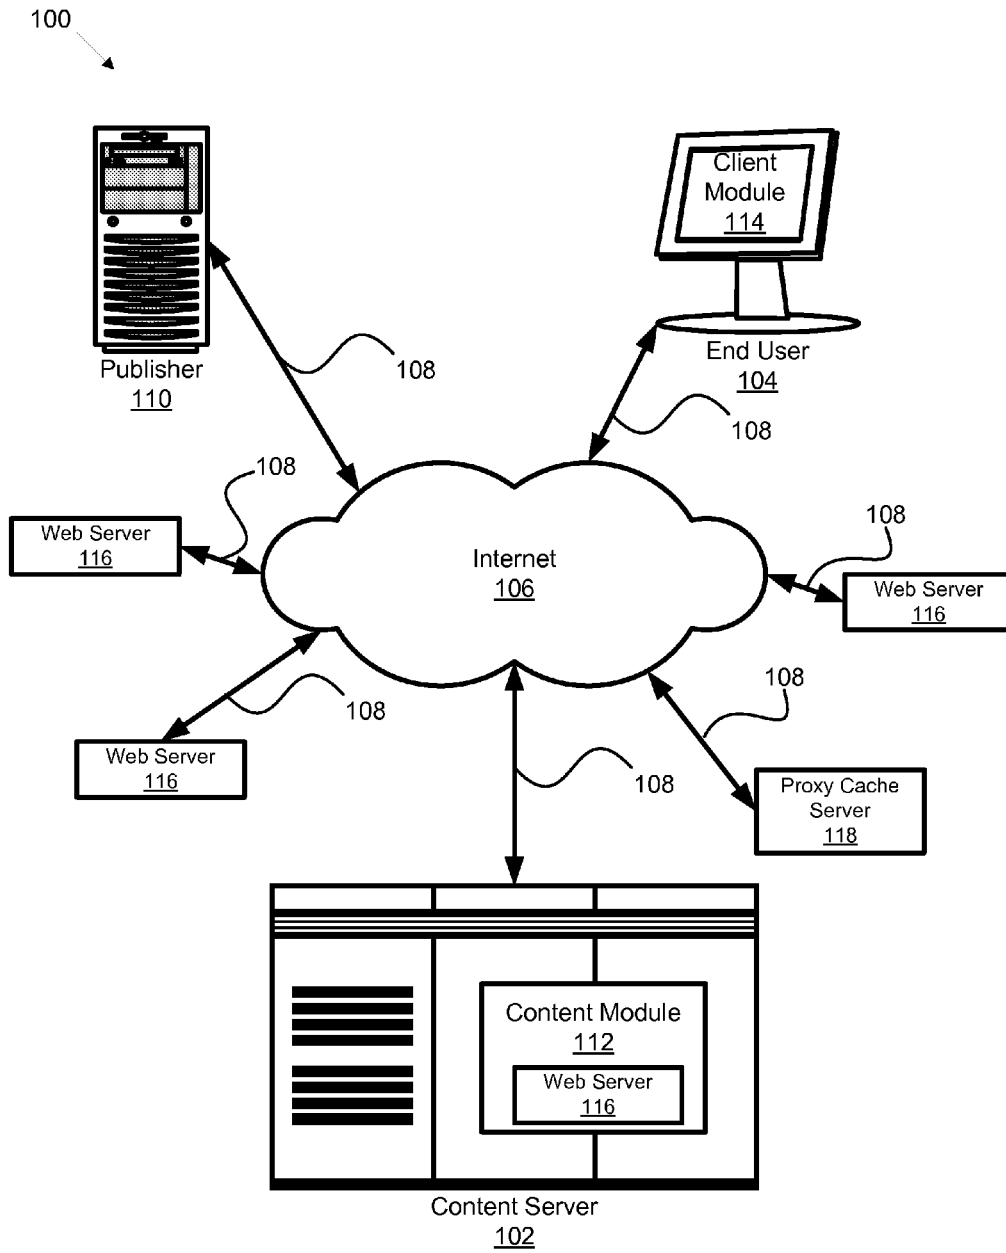 100
Client
Module
114
Publisher
110
108
End User
104
108
108
Web Server
116
Internet
106
108
Web Server
116
108
Web Server
116
108
108
Proxy Cache
Server
118
Content Module
112
Web Server
116
Content Server
102